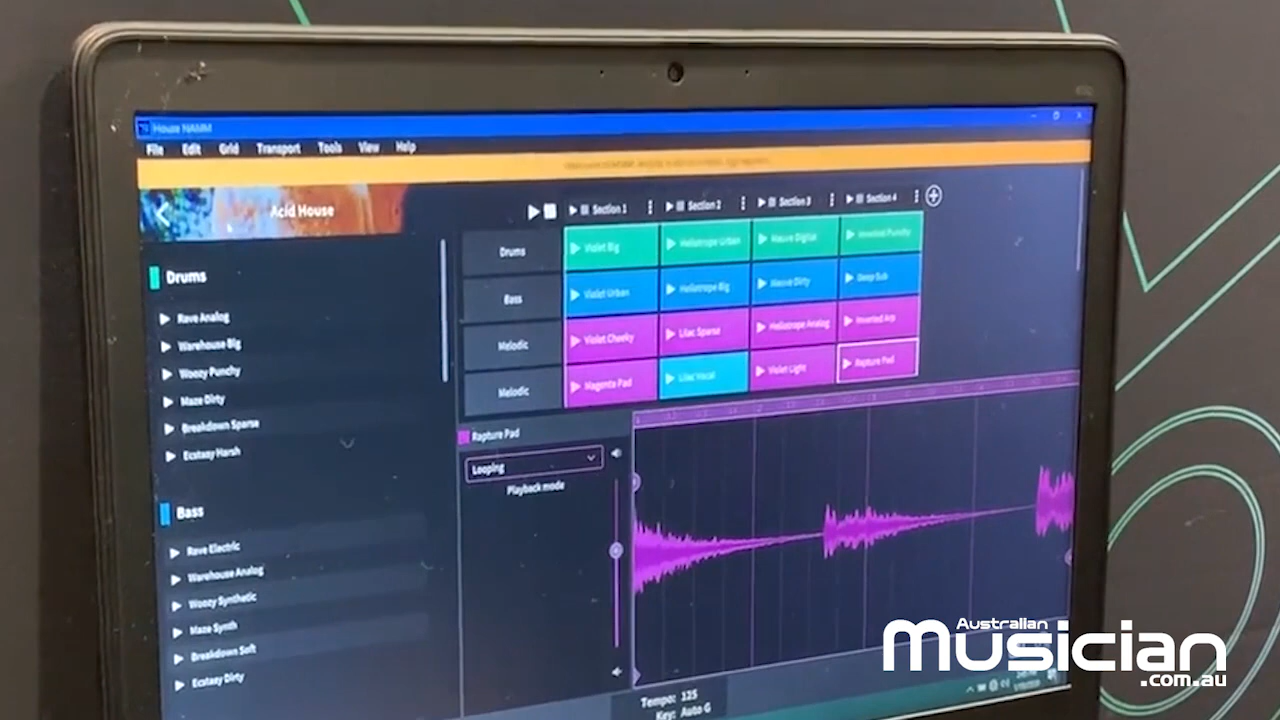 House NAMM
File Edit Grid Transport Tools View Help
Acid House
Section 1 Section 2 Section 3 Section 4
Drums
Violet Big Heliotrope Urban Mauve Digital Inverted Punchy
Bass
Violet Urban Heliotrope Big Mauve Dirty Deep Sub
Melodic
Violet Cheeky Lilac Sparse Heliotrope Analog Inverted Arp
Melodic
Magenta Pad Lilac Vocal Violet Light Rapture Pad
Drums
Rave Analog
Warehouse Big
Woozy Punchy
Maze Dirty
Breakdown Sparse
Ecstasy Harsh
Bass
Rave Electric
Warehouse Analog
Woozy Synthetic
Maze Synth
Breakdown Soft
Ecstasy Dirty
Rapture Pad
Looping
Playback mode
Tempo: 125
Key: Auto G
Australian
Musician
.com.au